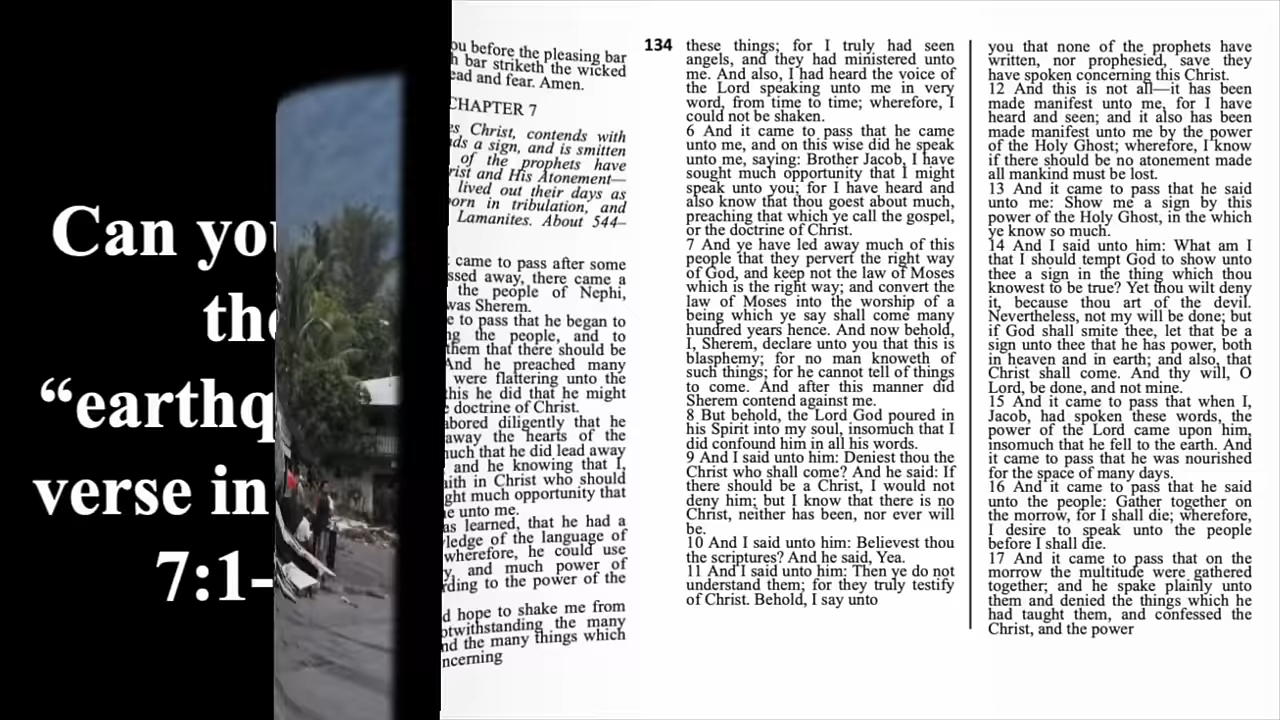 Can you
the
“earthq
verse in
7:1-
ou before the pleasing bar
h bar striketh the wicked
ead and fear. Amen.
CHAPTER 7
es Christ, contends with
ds a sign, and is smitten
of the prophets have
rist and His Atonement—
lived out their days as
orn in tribulation, and
Lamanites. About 544–
came to pass after some
ssed away, there came a
the people of Nephi,
was Sherem.
e to pass that he began to
ng the people, and to
them that there should be
And he preached many
were flattering unto the
this he did that he might
doctrine of Christ.
abored diligently that he
away the hearts of the
uch that he did lead away
and he knowing that I,
aith in Christ who should
ght much opportunity that
e unto me.
as learned, that he had a
ledge of the language of
wherefore, he could use
y, and much power of
rding to the power of the
d hope to shake me from
otwithstanding the many
nd the many things which
ncerning
134
these things; for I truly had seen
angels, and they had ministered unto
me. And also, I had heard the voice of
the Lord speaking unto me in very
word, from time to time; wherefore, I
could not be shaken.
6 And it came to pass that he came
unto me, and on this wise did he speak
unto me, saying: Brother Jacob, I have
sought much opportunity that I might
speak unto you; for I have heard and
also know that thou goest about much,
preaching that which ye call the gospel,
or the doctrine of Christ.
7 And ye have led away much of this
people that they pervert the right way
of God, and keep not the law of Moses
which is the right way; and convert the
law of Moses into the worship of a
being which ye say shall come many
hundred years hence. And now behold,
I, Sherem, declare unto you that this is
blasphemy; for no man knoweth of
such things; for he cannot tell of things
to come. And after this manner did
Sherem contend against me.
8 But behold, the Lord God poured in
his Spirit into my soul, insomuch that I
did confound him in all his words.
9 And I said unto him: Deniest thou the
Christ who shall come? And he said: If
there should be a Christ, I would not
deny him; but I know that there is no
Christ, neither has been, nor ever will
be.
10 And I said unto him: Believest thou
the scriptures? And he said, Yea.
11 And I said unto him: Then ye do not
understand them; for they truly testify
of Christ. Behold, I say unto
you that none of the prophets have
written, nor prophesied, save they
have spoken concerning this Christ.
12 And this is not all—it has been
made manifest unto me, for I have
heard and seen; and it also has been
made manifest unto me by the power
of the Holy Ghost; wherefore, I know
if there should be no atonement made
all mankind must be lost.
13 And it came to pass that he said
unto me: Show me a sign by this
power of the Holy Ghost, in the which
ye know so much.
14 And I said unto him: What am I
that I should tempt God to show unto
thee a sign in the thing which thou
knowest to be true? Yet thou wilt deny
it, because thou art of the devil.
Nevertheless, not my will be done; but
if God shall smite thee, let that be a
sign unto thee that he has power, both
in heaven and in earth; and also, that
Christ shall come. And thy will, O
Lord, be done, and not mine.
15 And it came to pass that when I,
Jacob, had spoken these words, the
power of the Lord came upon him,
insomuch that he fell to the earth. And
it came to pass that he was nourished
for the space of many days.
16 And it came to pass that he said
unto the people: Gather together on
the morrow, for I shall die; wherefore,
I desire to speak unto the people
before I shall die.
17 And it came to pass that on the
morrow the multitude were gathered
together; and he spake plainly unto
them and denied the things which he
had taught them, and confessed the
Christ, and the power